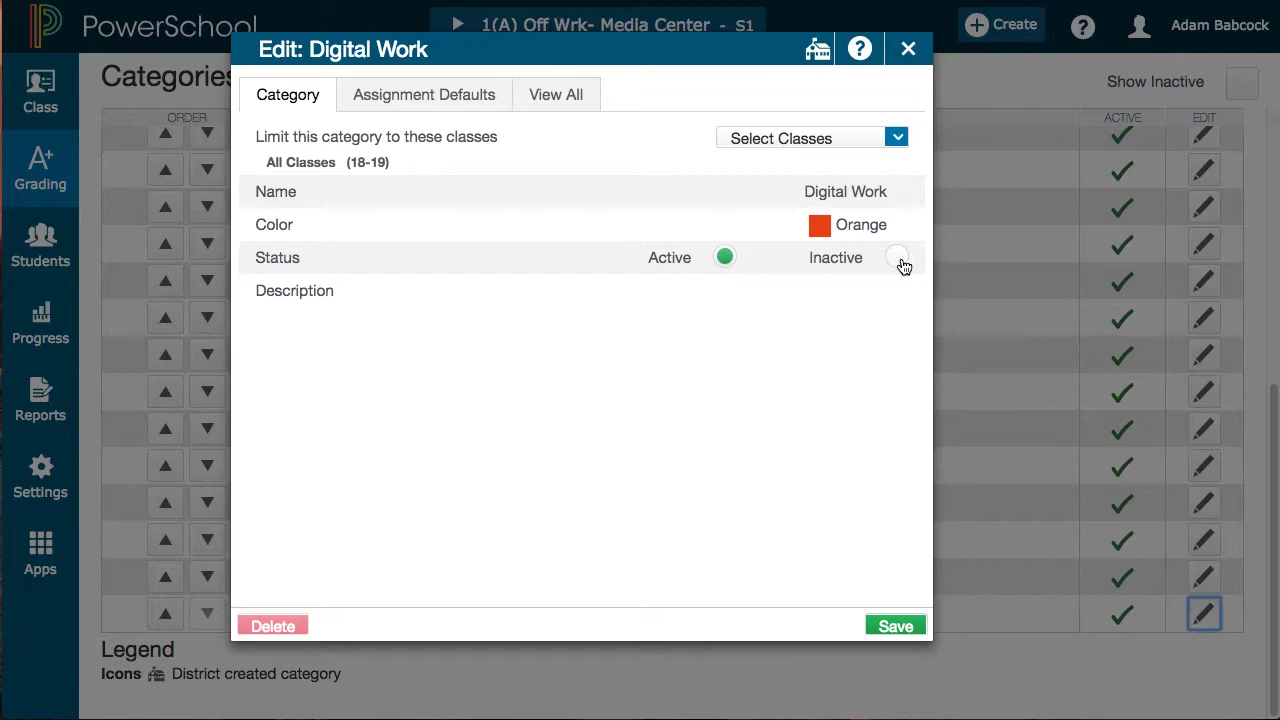 PowerSchool
1(A) Off Wrk- Media Center - S1
Create
Adam Babcock
Class
Grading
Students
Progress
Reports
Settings
Apps
Categories
Show Inactive
ORDER
ACTIVE
EDIT
Edit: Digital Work
?
Category
Assignment Defaults
View All
Limit this category to these classes
Select Classes
All Classes (18-19)
Name
Digital Work
Color
Orange
Status
Active
Inactive
Description
Delete
Save
Legend
Icons
District created category